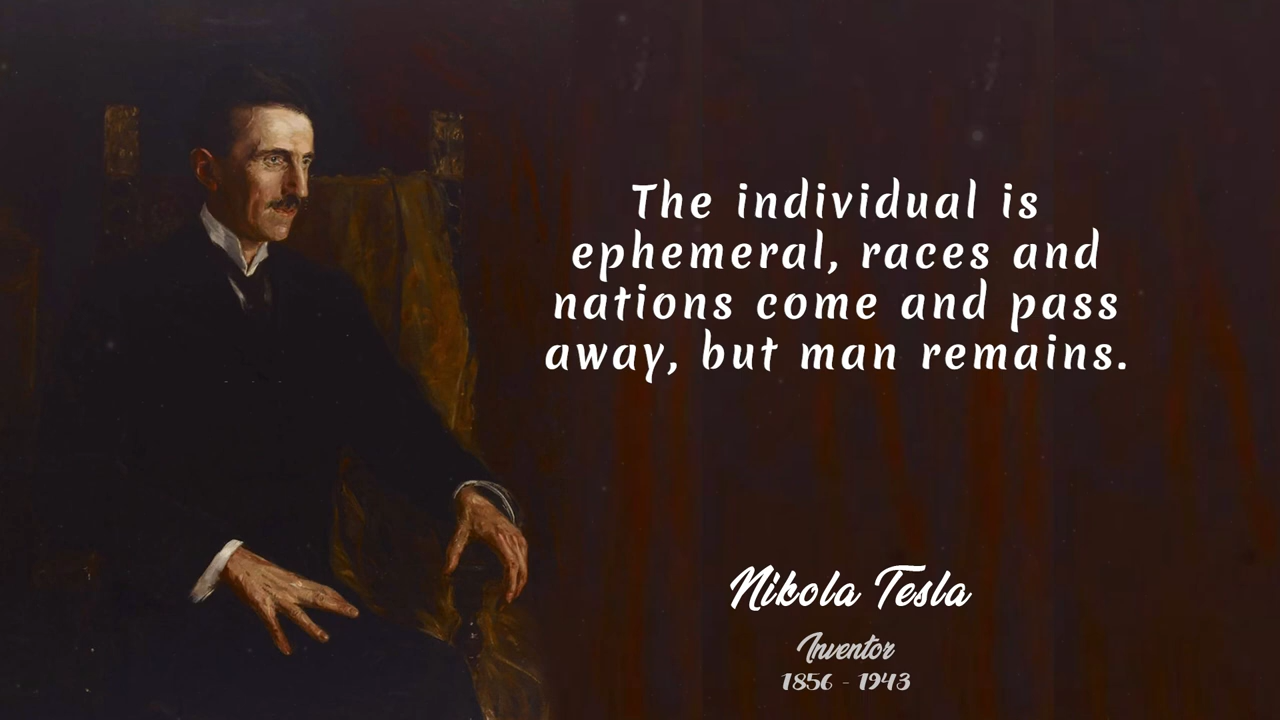 The individual is
ephemeral, races and
nations come and pass
away, but man remains.
Nikola Tesla
Inventor
1856 - 1943